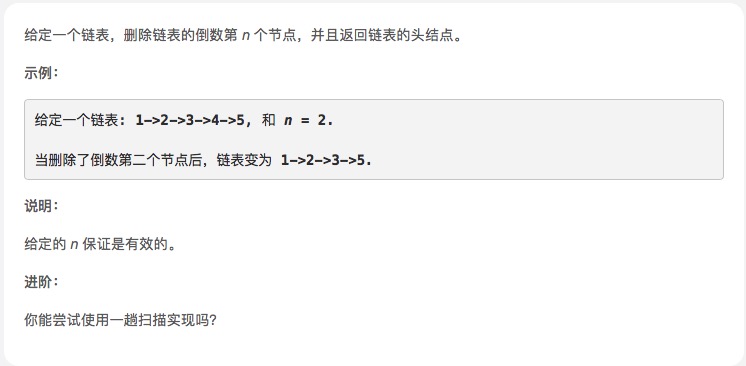 给定一个链表，删除链表的倒数第 n 个节点，并且返回链表的头结点。
示例：
给定一个链表: 1->2->3->4->5, 和 n = 2.
当删除了倒数第二个节点后，链表变为 1->2->3->5.
说明：
给定的 n 保证是有效的。
进阶：
你能尝试使用一趟扫描实现吗？